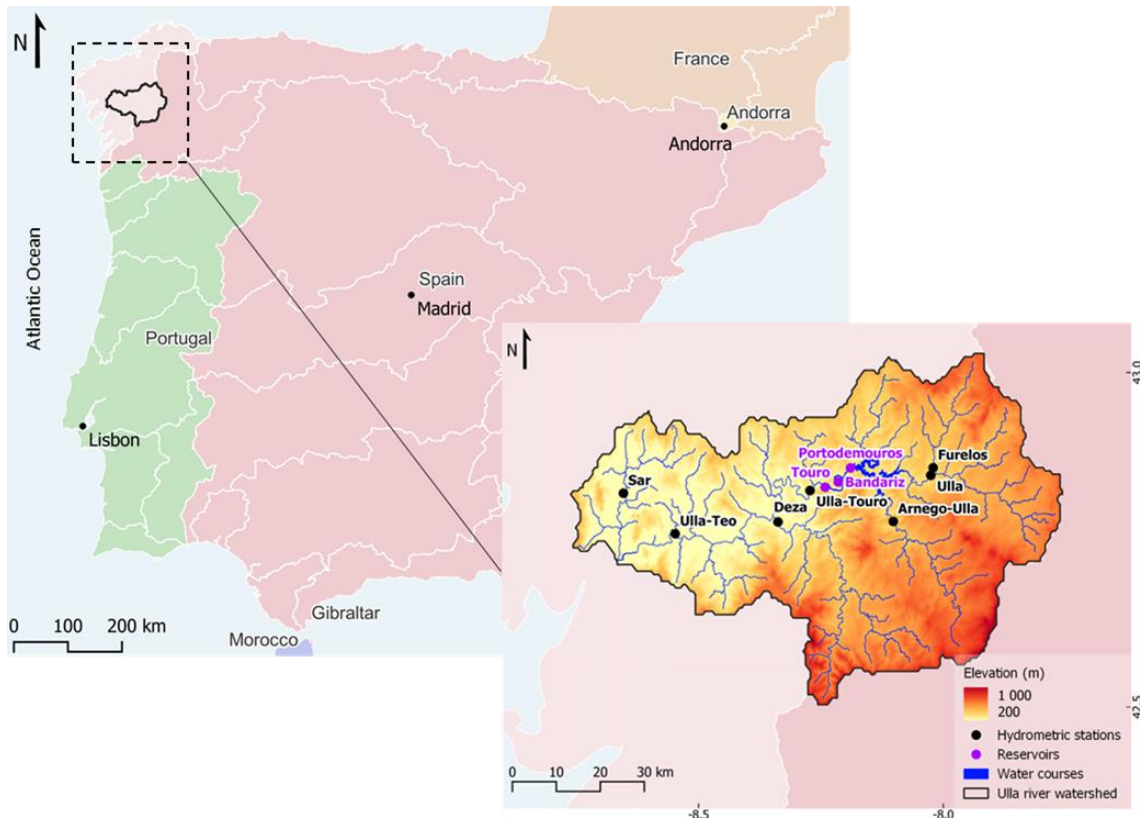 N
France
Andorra
Andorra
Atlantic Ocean
Spain
Madrid
Portugal
Lisbon
Gibraltar
Morocco
0 100 200 km
N
43.0
Portodemouros
Furelos
Touro
Bandariz
Ulla
Sar
Ulla-Touro
Deza
Arnego-Ulla
Ulla-Teo
Elevation (m)
1 000
200
Hydrometric stations
Reservoirs
Water courses
Ulla river watershed
42.5
0 10 20 30 km
-8.5
-8.0